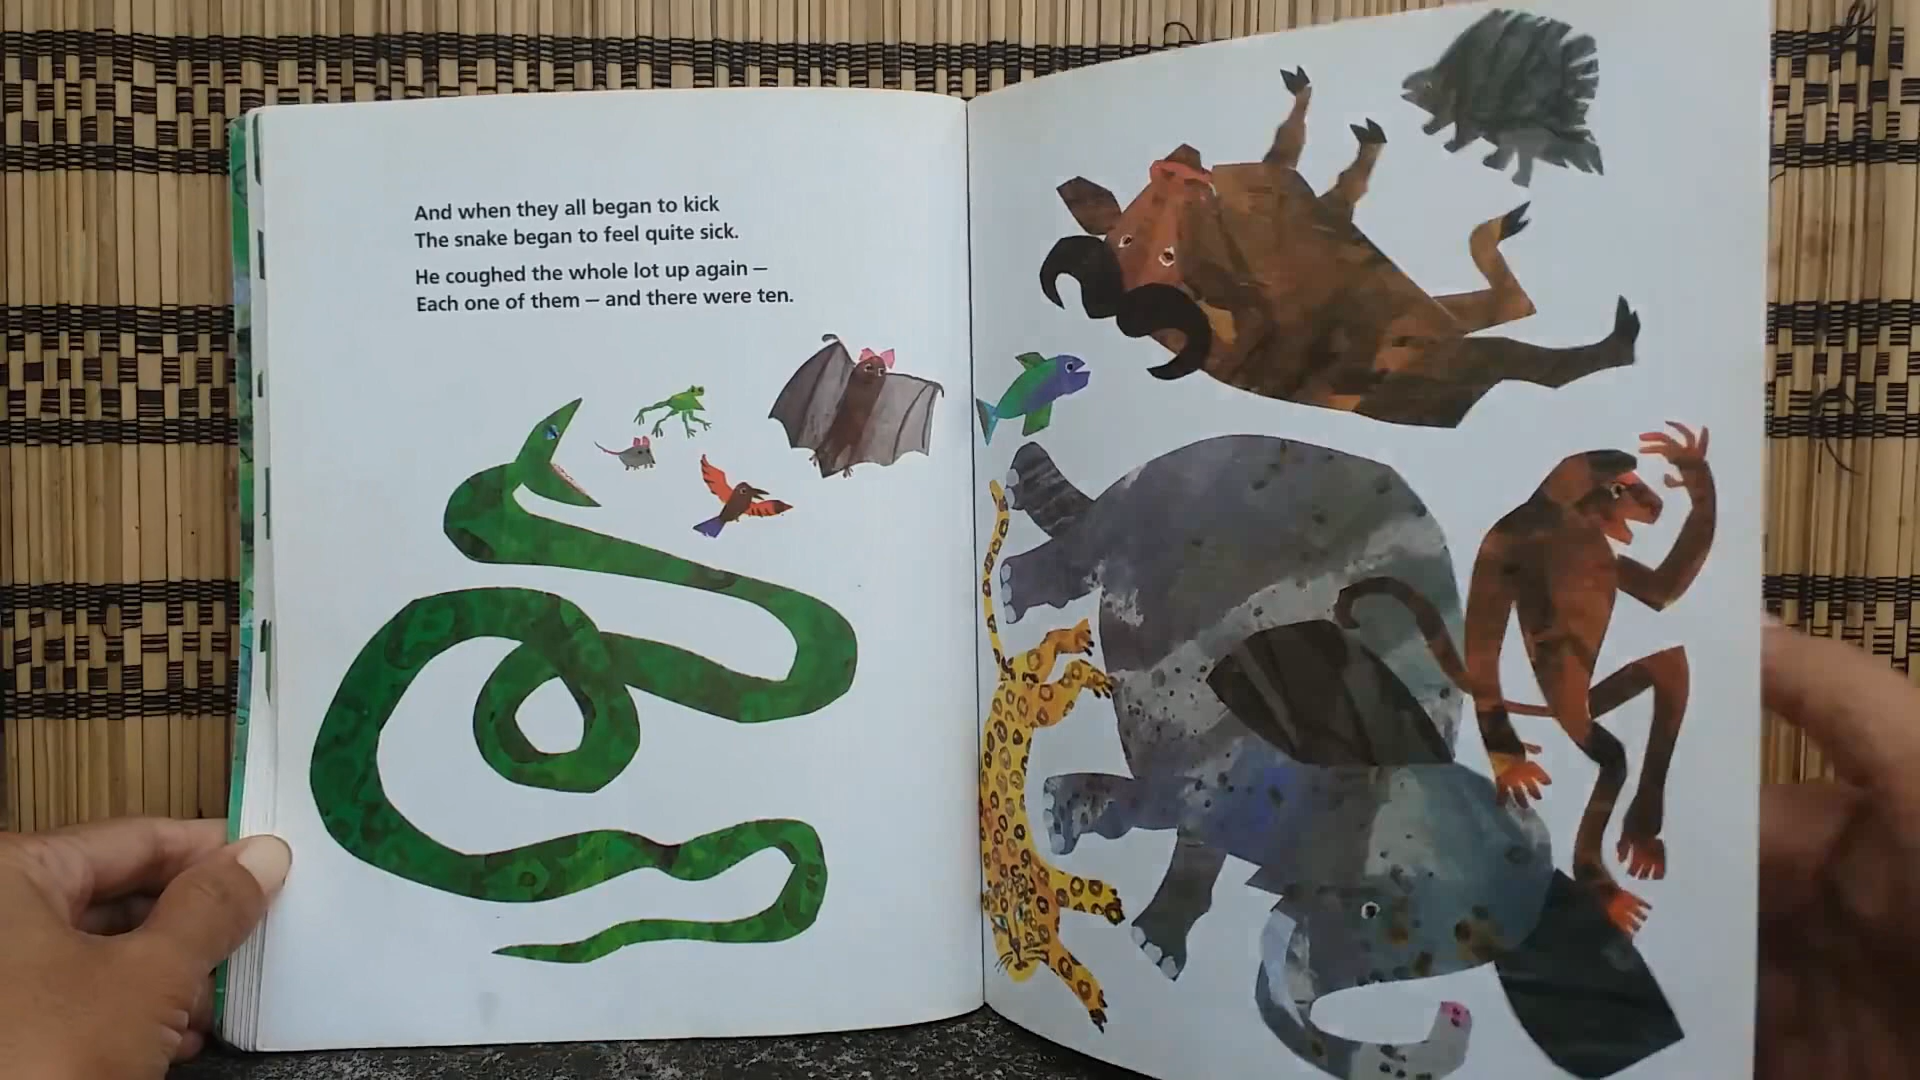 And when they all began to kick
The snake began to feel quite sick.
He coughed the whole lot up again –
Each one of them – and there were ten.